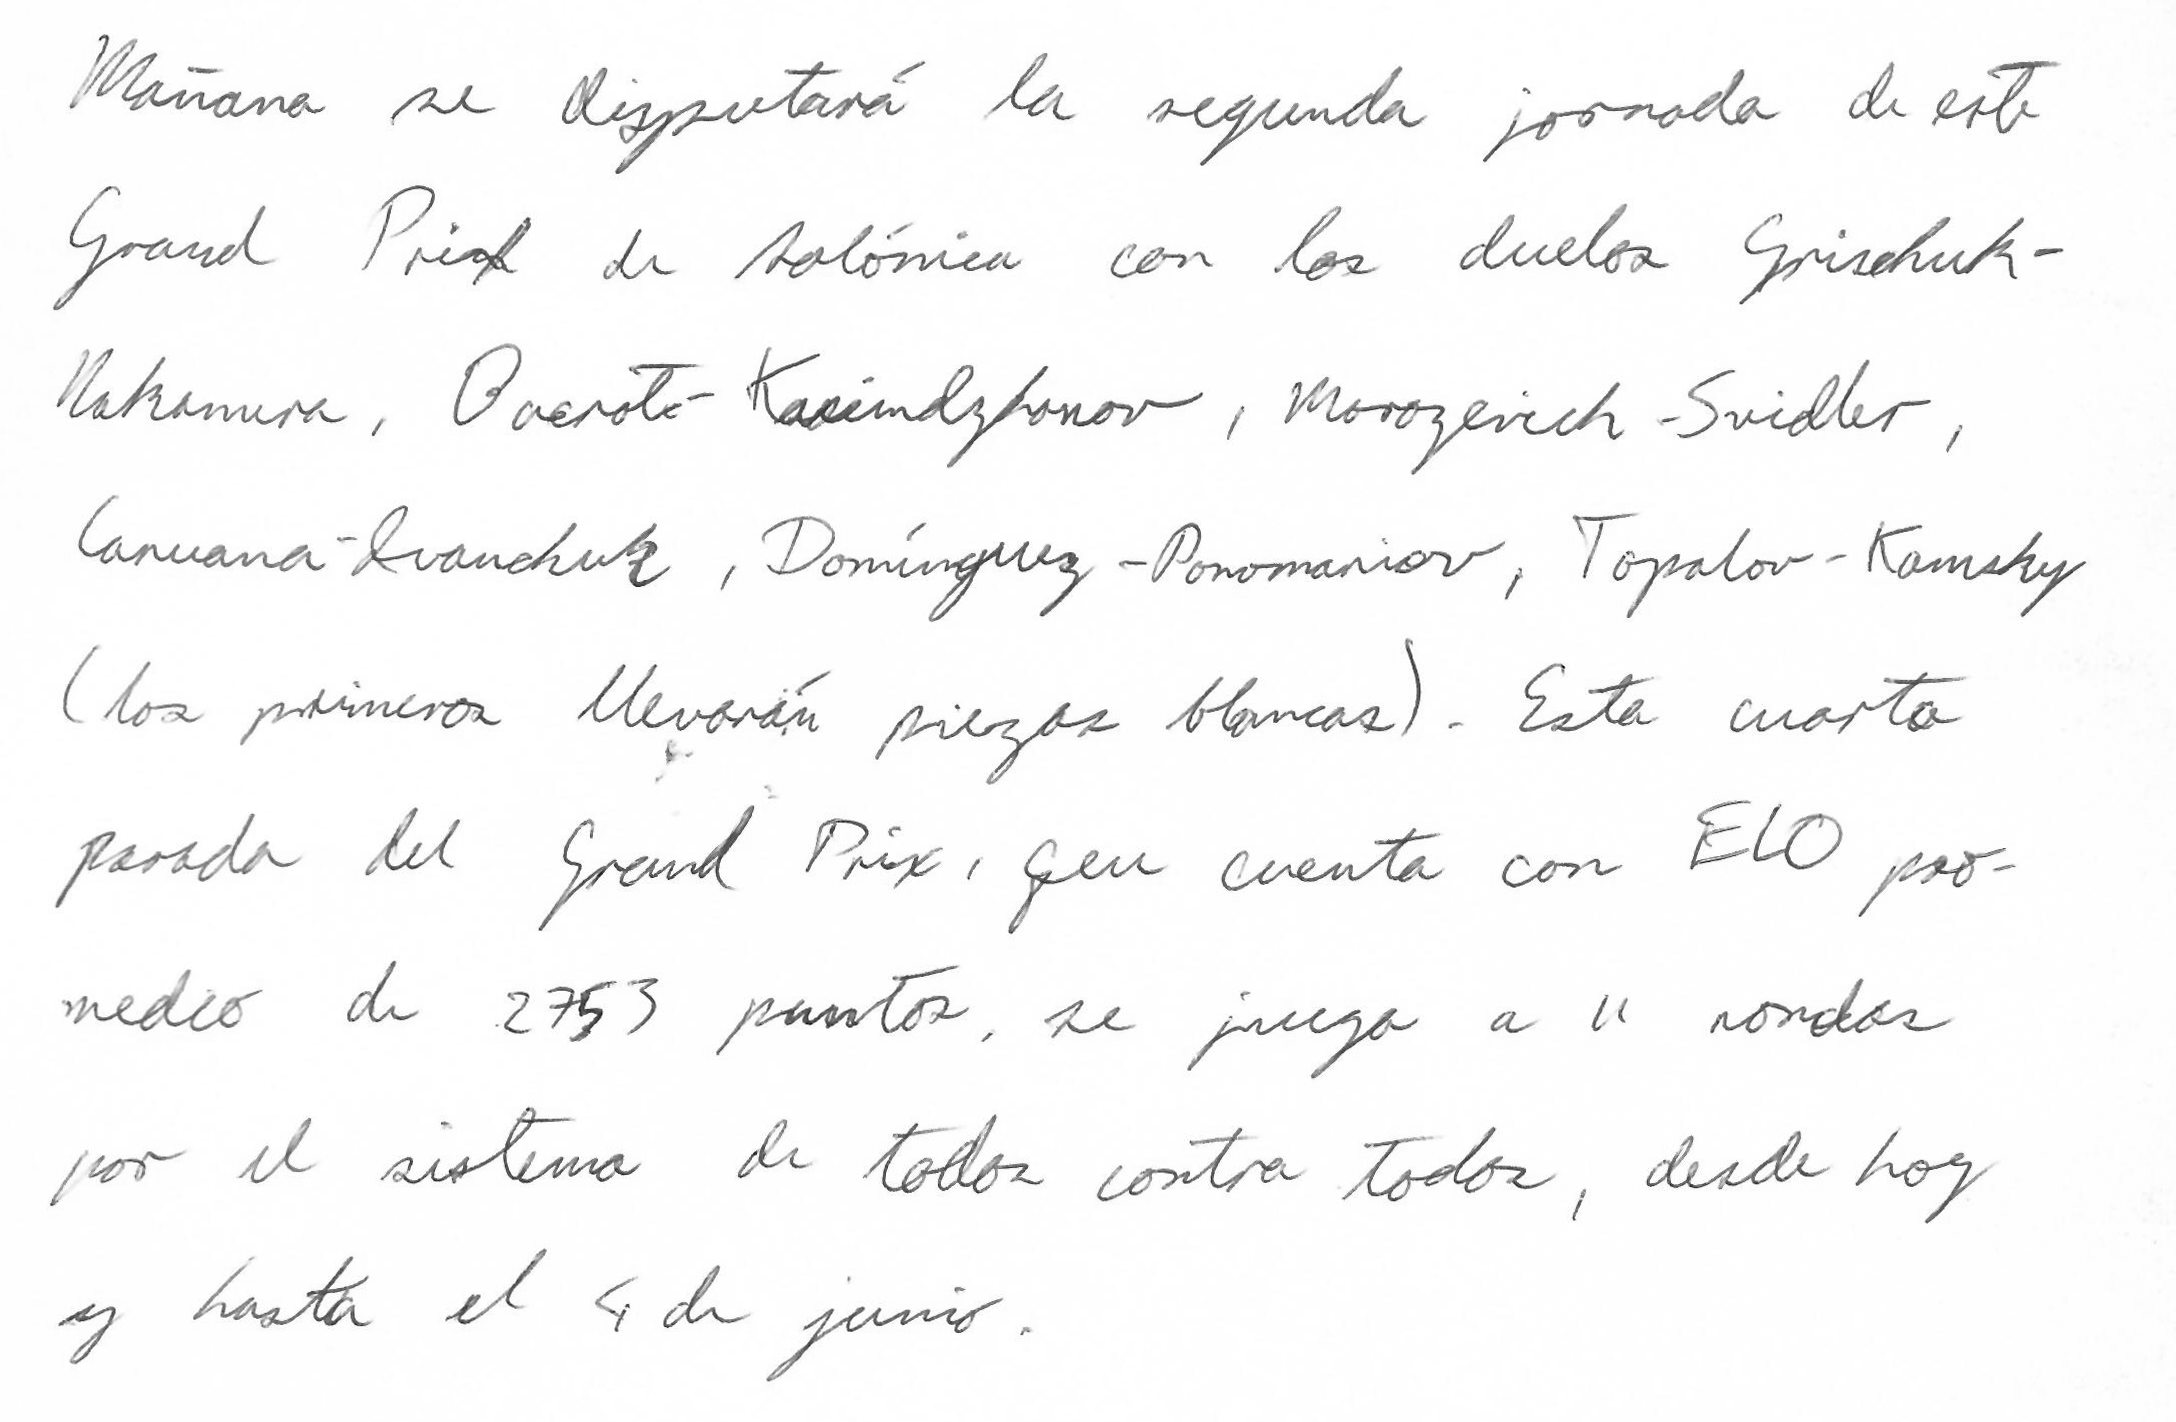 Mañana se disputará la segunda jornada de este
Grand Prix de Salónica con los duelos Grischuk-
Nakamura, Bacrot-Kasimdzhanov, Morozevich-Svidler,
Caruana-Ivanchuk, Domínguez-Ponomariov, Topalov-Kamsky
(los primeros llevarán piezas blancas). Esta cuarta
parada del Grand Prix, que cuenta con ELO pro-
medio de 2753 puntos, se juega a 11 rondas
por el sistema de todos contra todos, desde hoy
y hasta el 4 de junio.